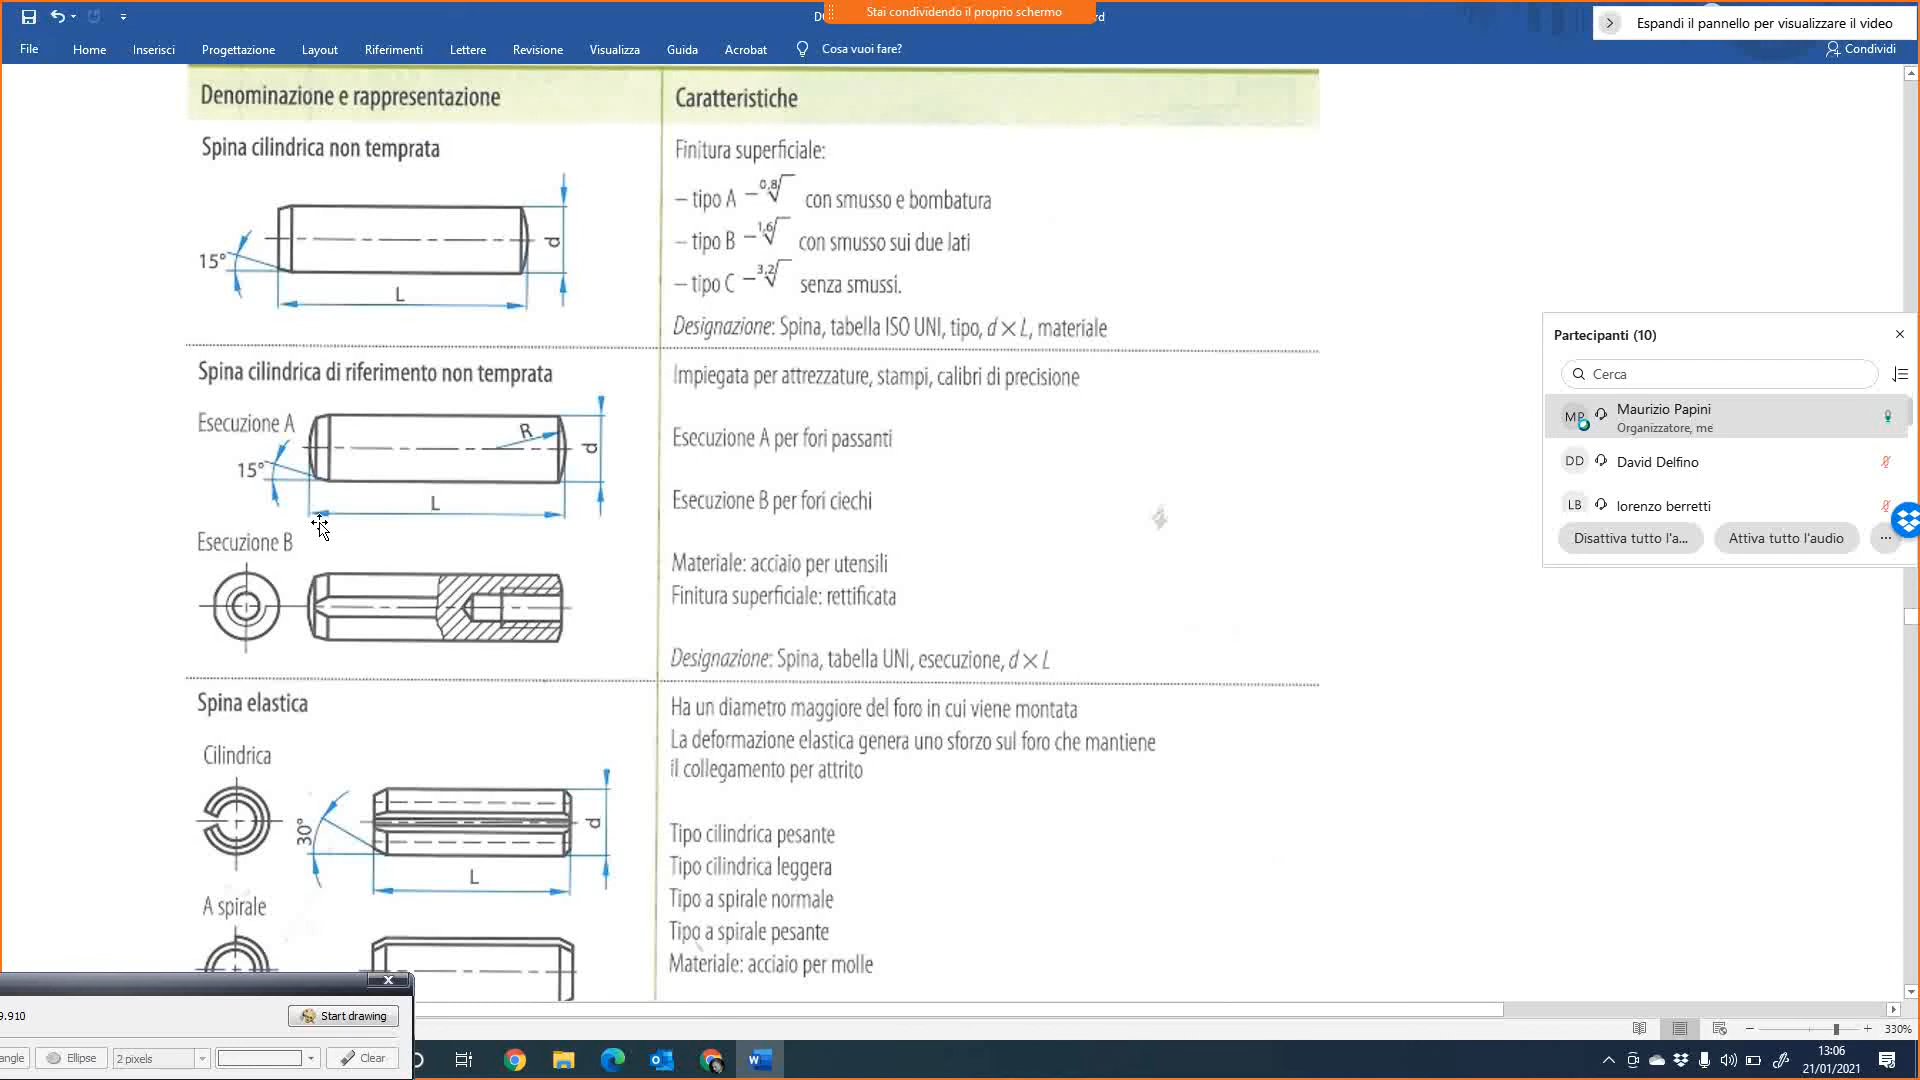 Stai condividendo il proprio schermo
rd
Espandi il pannello per visualizzare il video
File Home Inserisci Progettazione Layout Riferimenti Lettere Revisione Visualizza Guida Acrobat Cosa vuoi fare? Condividi
Denominazione e rappresentazione
Caratteristiche
Spina cilindrica non temprata
15°
L
d
Finitura superficiale:
– tipo A – 0,8 con smusso e bombatura
– tipo B – 1,6 con smusso sui due lati
– tipo C – 3,2 senza smussi.
Designazione: Spina, tabella ISO UNI, tipo, d × L, materiale
Spina cilindrica di riferimento non temprata
Esecuzione A
15°
R
d
L
Esecuzione B
Impiegata per attrezzature, stampi, calibri di precisione
Esecuzione A per fori passanti
Esecuzione B per fori ciechi
Materiale: acciaio per utensili
Finitura superficiale: rettificata
Designazione: Spina, tabella UNI, esecuzione, d × L
Spina elastica
Cilindrica
30°
d
L
A spirale
Ha un diametro maggiore del foro in cui viene montata
La deformazione elastica genera uno sforzo sul foro che mantiene
il collegamento per attrito
Tipo cilindrica pesante
Tipo cilindrica leggera
Tipo a spirale normale
Tipo a spirale pesante
Materiale: acciaio per molle
Partecipanti (10)
Cerca
MP Maurizio Papini
Organizzatore, me
DD David Delfino
LB lorenzo berretti
Disattiva tutto l'a...
Attiva tutto l'audio
9.910
Start drawing
angle Ellipse 2 pixels Clear
330%
13:06
21/01/2021